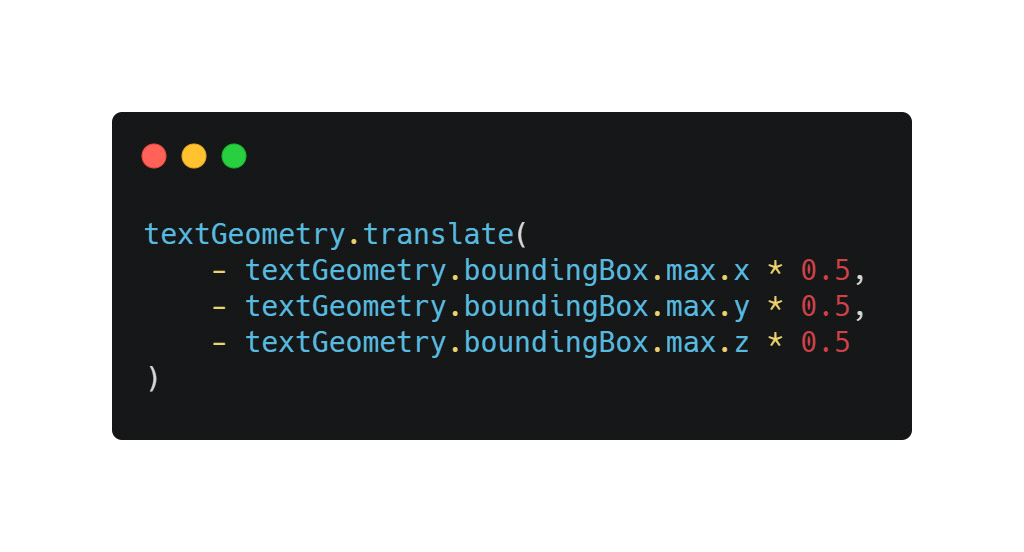 textGeometry.translate(
    - textGeometry.boundingBox.max.x * 0.5,
    - textGeometry.boundingBox.max.y * 0.5,
    - textGeometry.boundingBox.max.z * 0.5
)